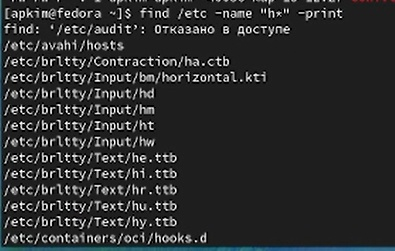 [apkim@fedora ~]$ find /etc -name "h*" -print
find: ‘/etc/audit’: Отказано в доступе
/etc/avahi/hosts
/etc/brltty/Contraction/ha.ctb
/etc/brltty/Input/bm/horizontal.kti
/etc/brltty/Input/hd
/etc/brltty/Input/hm
/etc/brltty/Input/ht
/etc/brltty/Input/hw
/etc/brltty/Text/he.ttb
/etc/brltty/Text/hi.ttb
/etc/brltty/Text/hr.ttb
/etc/brltty/Text/hu.ttb
/etc/brltty/Text/hy.ttb
/etc/containers/oci/hooks.d